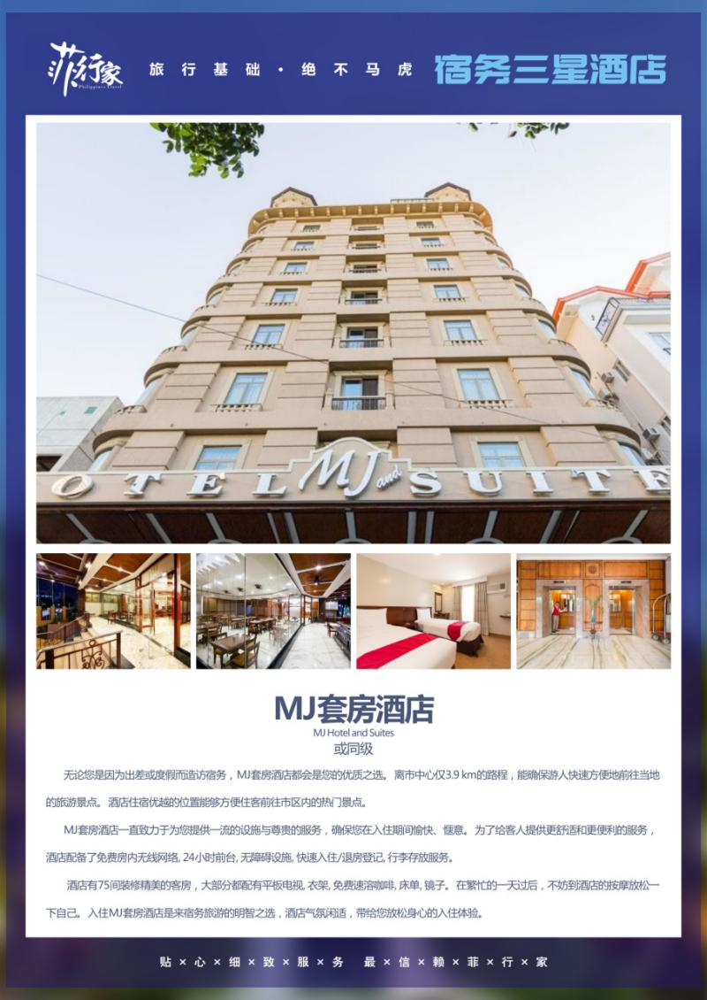 菲行家
Philippines Travel
旅行基础·绝不马虎
宿务三星酒店
OTEL MJ and SUITE
MJ套房酒店
MJ Hotel and Suites
或同级
无论您是因为出差或度假而造访宿务，MJ套房酒店都会是您的优质之选。离市中心仅3.9 km的路程，能确保游人快速方便地前往当地
的旅游景点。酒店住宿优越的位置能够方便住客前往市区内的热门景点。
MJ套房酒店一直致力于为您提供一流的设施与尊贵的服务，确保您在入住期间愉快、惬意。为了给客人提供更舒适和更便利的服务，
酒店配备了免费房内无线网络, 24小时前台, 无障碍设施, 快速入住/退房登记, 行李存放服务。
酒店有75间装修精美的客房，大部分都配有平板电视, 衣架, 免费速溶咖啡, 床单, 镜子。在繁忙的一天过后，不妨到酒店的按摩放松一
下自己。入住MJ套房酒店是来宿务旅游的明智之选，酒店气氛闲适，带给您放松身心的入住体验。
贴×心×细×致×服×务 最×信×赖×菲×行×家